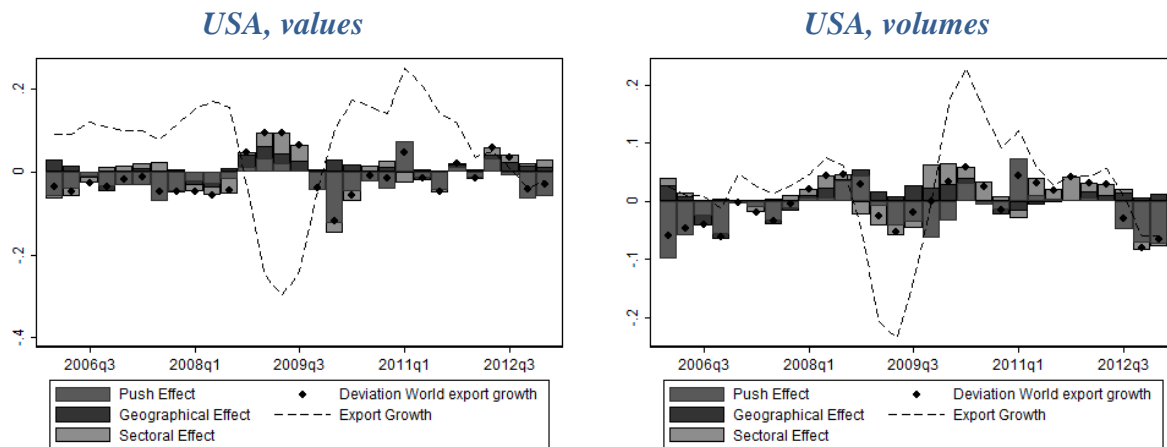 USA, values
.2
0
-.2
-.4
2006q3 2008q1 2009q3 2011q1 2012q3
Push Effect
Deviation World export growth
Geographical Effect
Export Growth
Sectoral Effect
USA, volumes
.2
.1
0
-.1
-.2
2006q3 2008q1 2009q3 2011q1 2012q3
Push Effect
Deviation World export growth
Geographical Effect
Export Growth
Sectoral Effect